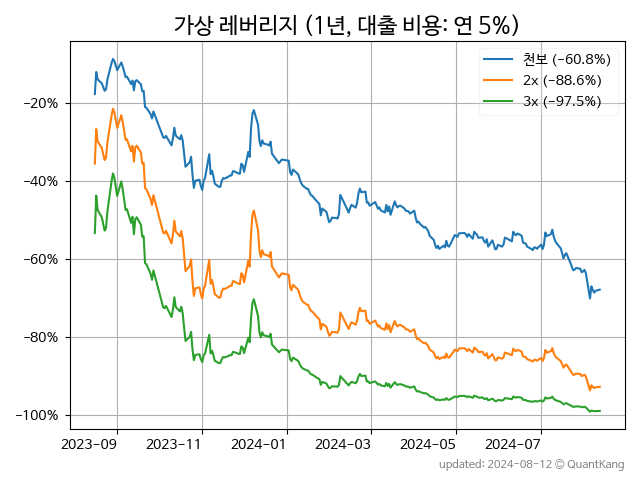 가상 레버리지 (1년, 대출 비용: 연 5%)
천보 (−60.8%)
2x (−88.6%)
3x (−97.5%)
−20%
−40%
−60%
−80%
−100%
2023-09 2023-11 2024-01 2024-03 2024-05 2024-07
updated: 2024-08-12 © QuantKang